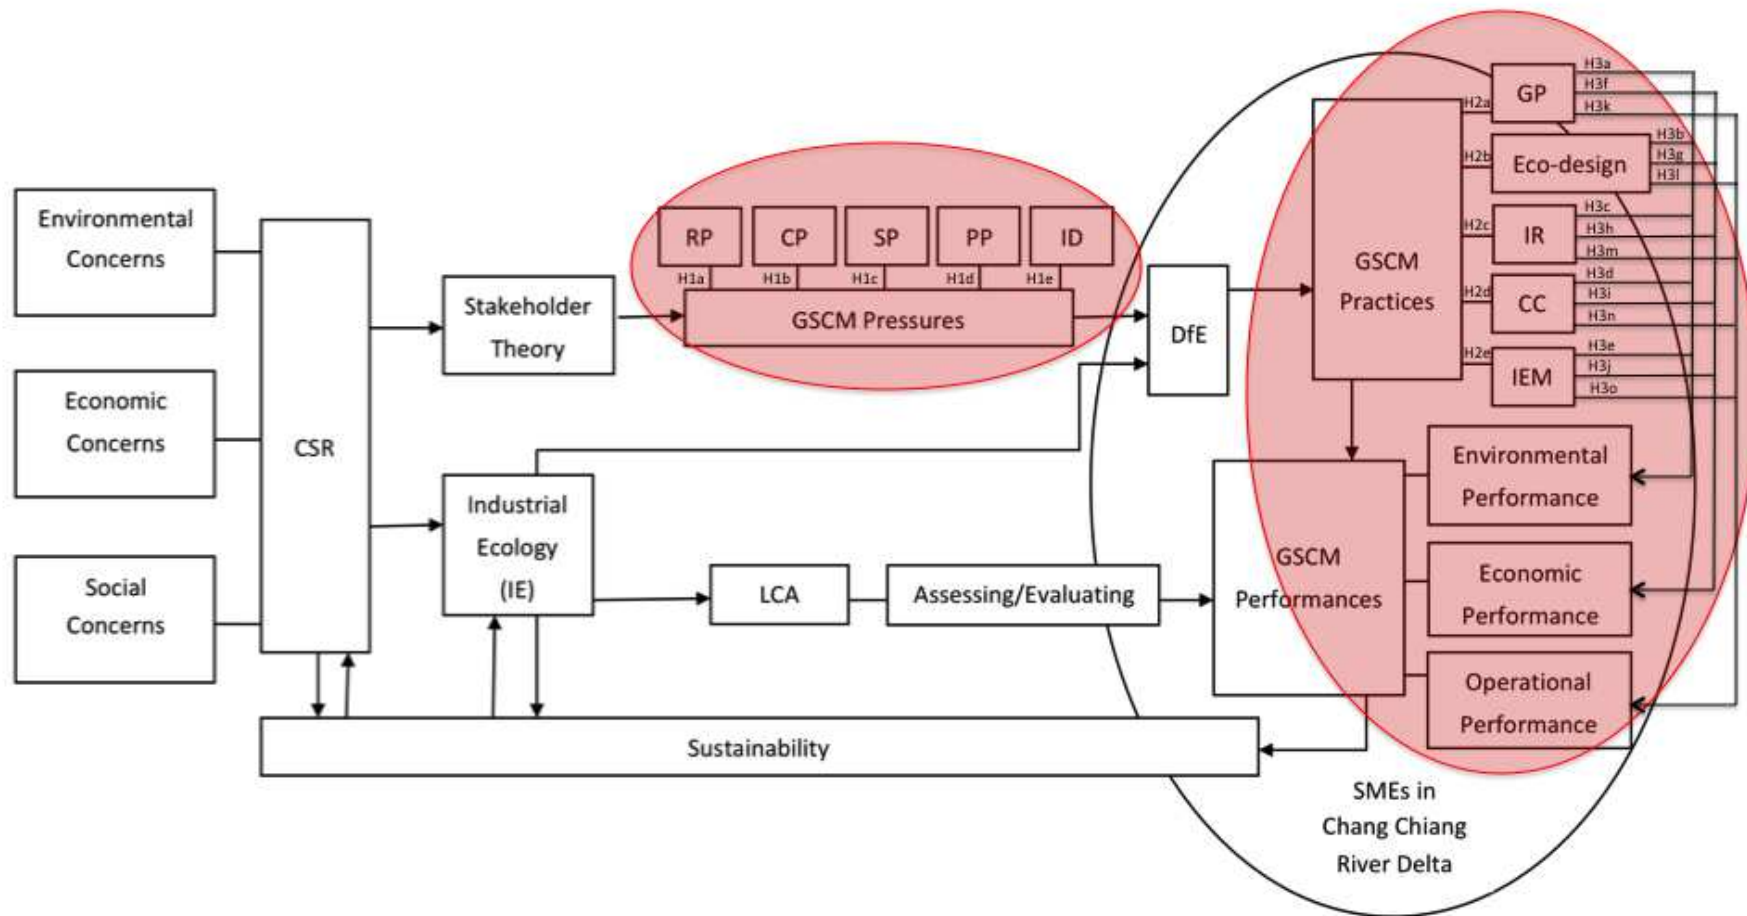 Environmental
Concerns
Economic
Concerns
Social
Concerns
CSR
Stakeholder
Theory
Industrial
Ecology
(IE)
RP
CP
SP
PP
ID
H1a
H1b
H1c
H1d
H1e
GSCM Pressures
DfE
LCA
Assessing/Evaluating
Sustainability
GSCM
Practices
H2a
H2b
H2c
H2d
H2e
GP
Eco-design
IR
CC
IEM
H3a
H3f
H3k
H3b
H3g
H3l
H3c
H3h
H3m
H3d
H3i
H3n
H3e
H3j
H3o
GSCM
Performances
Environmental
Performance
Economic
Performance
Operational
Performance
SMEs in
Chang Chiang
River Delta